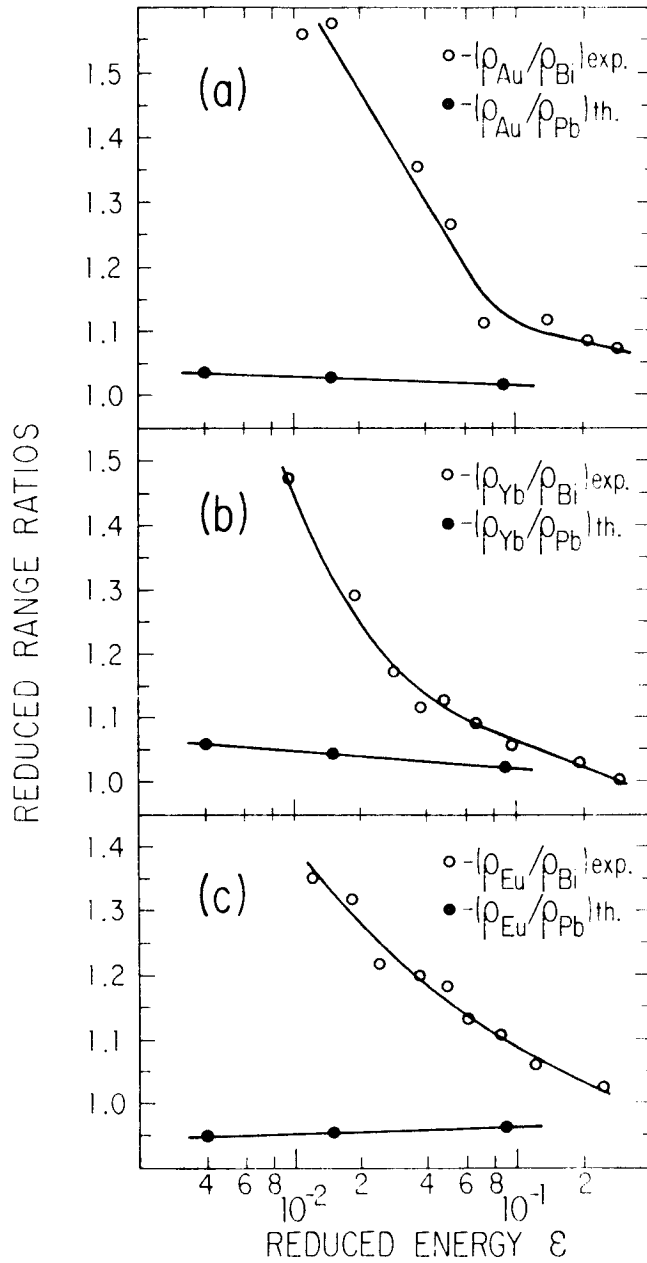 REDUCED RANGE RATIOS
(a)
○ -(ρAu/ρBi)exp.
● -(ρAu/ρPb)th.
1.5
1.4
1.3
1.2
1.1
1.0
(b)
○ -(ρYb/ρBi)exp.
● -(ρYb/ρPb)th.
1.5
1.4
1.3
1.2
1.1
1.0
(c)
○ -(ρEu/ρBi)exp.
● -(ρEu/ρPb)th.
1.4
1.3
1.2
1.1
1.0
4 6 8 10⁻² 2 4 6 8 10⁻¹ 2
REDUCED ENERGY ε